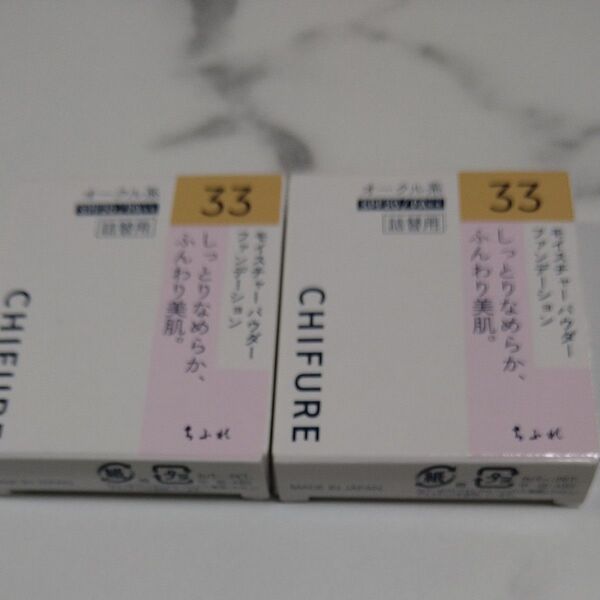 オークル系
33
詰替用
モイスチャー パウダー
ファンデーション
しっとりなめらか、
ふんわり美肌。
CHIFURE
ちふれ
紙
オークル系
33
SPF20/PA++
詰替用
モイスチャー パウダー
ファンデーション
しっとりなめらか、
ふんわり美肌。
CHIFURE
ちふれ
MADE IN JAPAN
紙